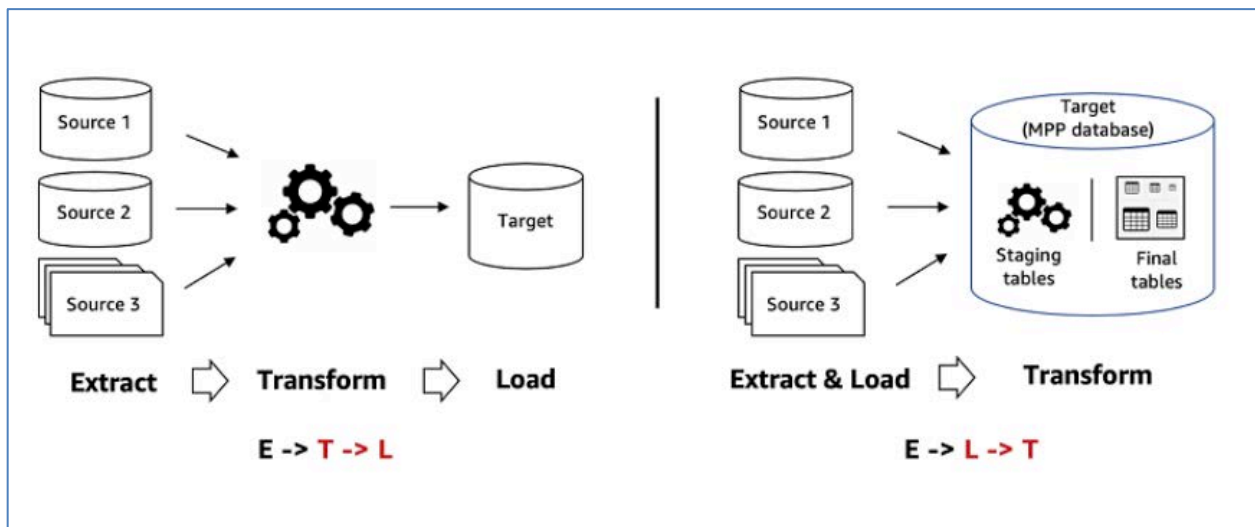 Source 1
Source 2
Source 3
Target
Extract
Transform
Load
E -> T -> L
Source 1
Source 2
Source 3
Target
(MPP database)
Staging
tables
Final
tables
Extract & Load
Transform
E -> L -> T